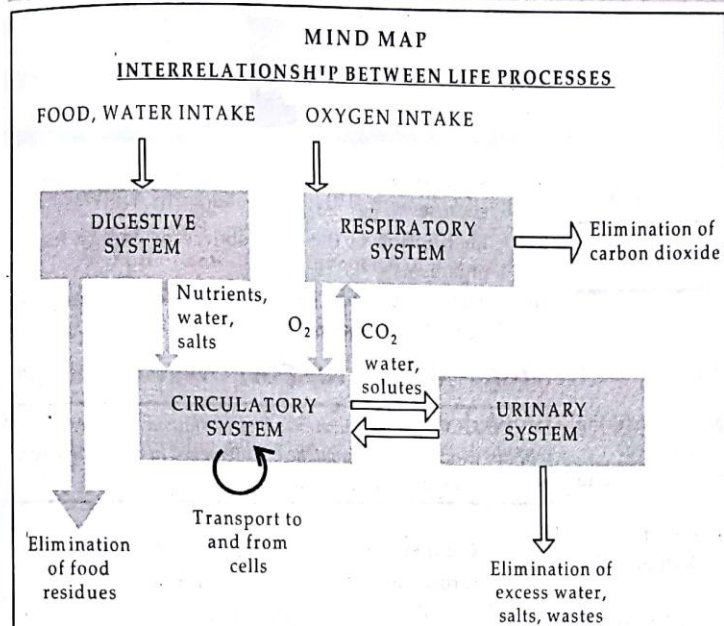 MIND MAP
INTERRELATIONSHIP BETWEEN LIFE PROCESSES
FOOD, WATER INTAKE
OXYGEN INTAKE
DIGESTIVE
SYSTEM
RESPIRATORY
SYSTEM
Elimination of
carbon dioxide
Nutrients,
water,
salts
O₂
CO₂
water,
solutes
CIRCULATORY
SYSTEM
URINARY
SYSTEM
Transport to
and from
cells
Elimination
of food
residues
Elimination of
excess water,
salts, wastes